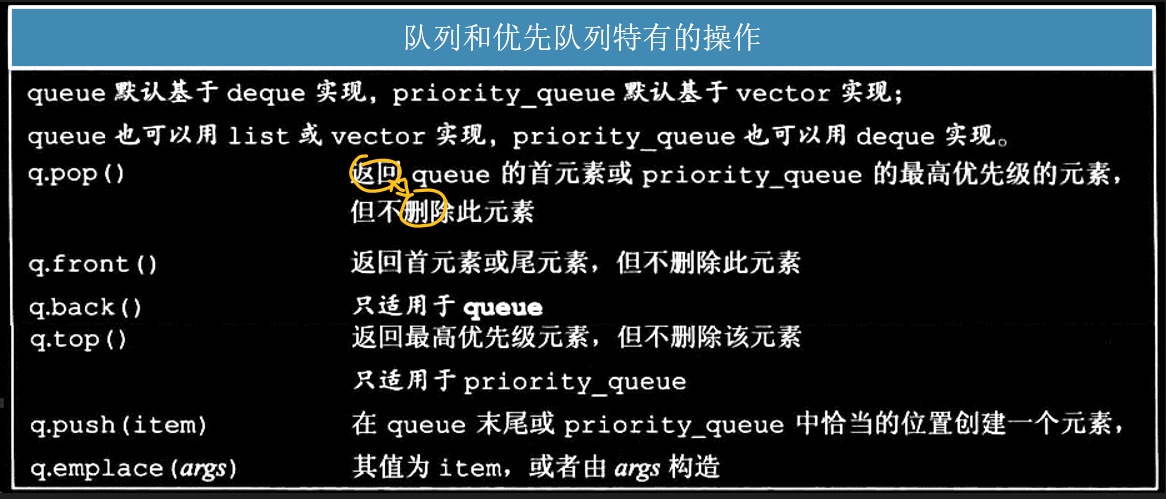 队列和优先队列特有的操作
queue 默认基于 deque 实现，priority_queue 默认基于 vector 实现；
queue 也可以用 list 或 vector 实现，priority_queue 也可以用 deque 实现。
q.pop() 返回 queue 的首元素或 priority_queue 的最高优先级的元素，
但不删除此元素
q.front() 返回首元素或尾元素，但不删除此元素
q.back() 只适用于 queue
q.top() 返回最高优先级元素，但不删除该元素
只适用于 priority_queue
q.push(item) 在 queue 末尾或 priority_queue 中恰当的位置创建一个元素，
q.emplace(args) 其值为 item，或者由 args 构造